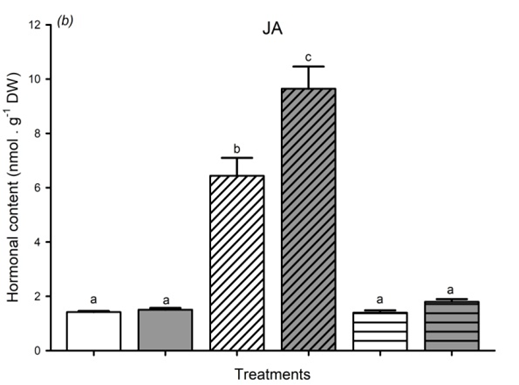 (b)
JA
12
10
8
6
4
2
0
Hormonal content (nmol . g⁻¹ DW)
a
a
b
c
a
a
Treatments